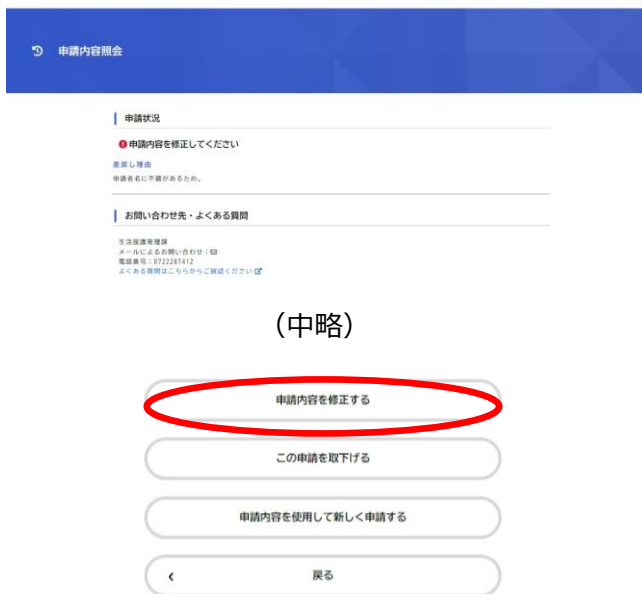 申請内容照会
申請状況
申請内容を修正してください
差戻し理由
申請者名に不備があるため。
お問い合わせ先・よくある質問
生活保護管理課
メールによるお問い合わせ：
電話番号：0722287412
よくある質問はこちらからご確認ください
（中略）
申請内容を修正する
この申請を取下げる
申請内容を使用して新しく申請する
戻る